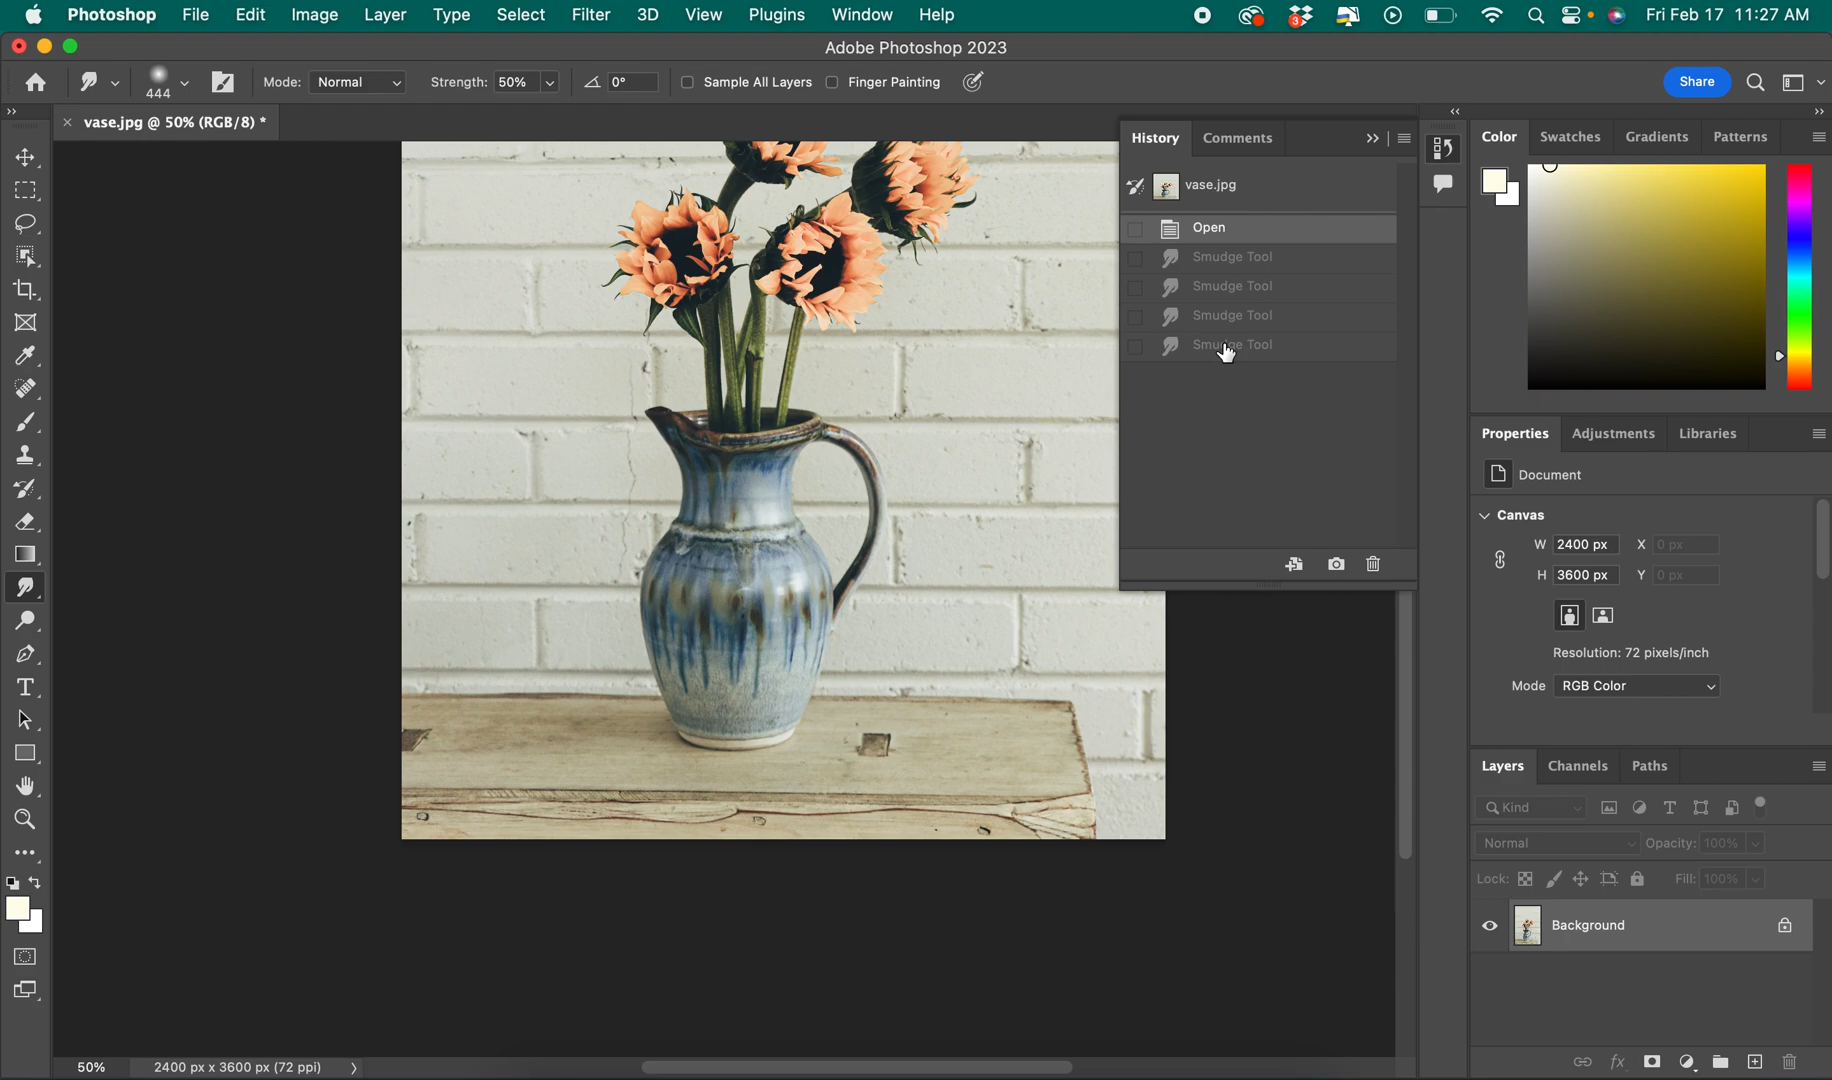 Photoshop File Edit Image Layer Type Select Filter 3D View Plugins Window Help 3 Fri Feb 17 11:27 AM
Adobe Photoshop 2023
444 Mode: Normal Strength: 50% 0° Sample All Layers Finger Painting Share
vase.jpg @ 50% (RGB/8) *
History Comments
vase.jpg
Open
Smudge Tool
Smudge Tool
Smudge Tool
Smudge Tool
Color Swatches Gradients Patterns
Properties Adjustments Libraries
Document
Canvas
W 2400 px X 0 px
H 3600 px Y 0 px
Resolution: 72 pixels/inch
Mode RGB Color
Layers Channels Paths
Kind
Normal Opacity: 100%
Lock: Fill: 100%
Background
50% 2400 px x 3600 px (72 ppi)